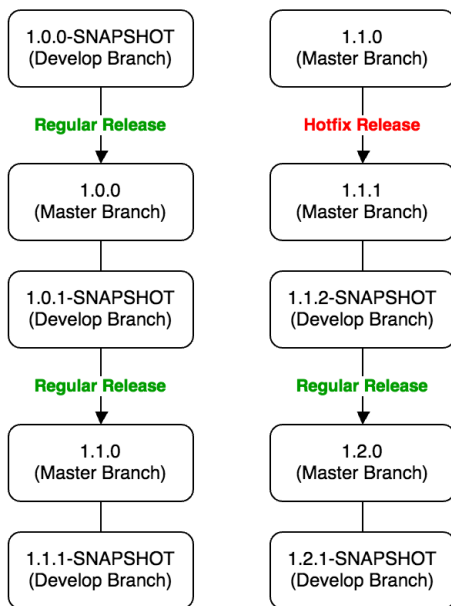 1.0.0-SNAPSHOT
(Develop Branch)
Regular Release
1.0.0
(Master Branch)
1.0.1-SNAPSHOT
(Develop Branch)
Regular Release
1.1.0
(Master Branch)
1.1.1-SNAPSHOT
(Develop Branch)
1.1.0
(Master Branch)
Hotfix Release
1.1.1
(Master Branch)
1.1.2-SNAPSHOT
(Develop Branch)
Regular Release
1.2.0
(Master Branch)
1.2.1-SNAPSHOT
(Develop Branch)